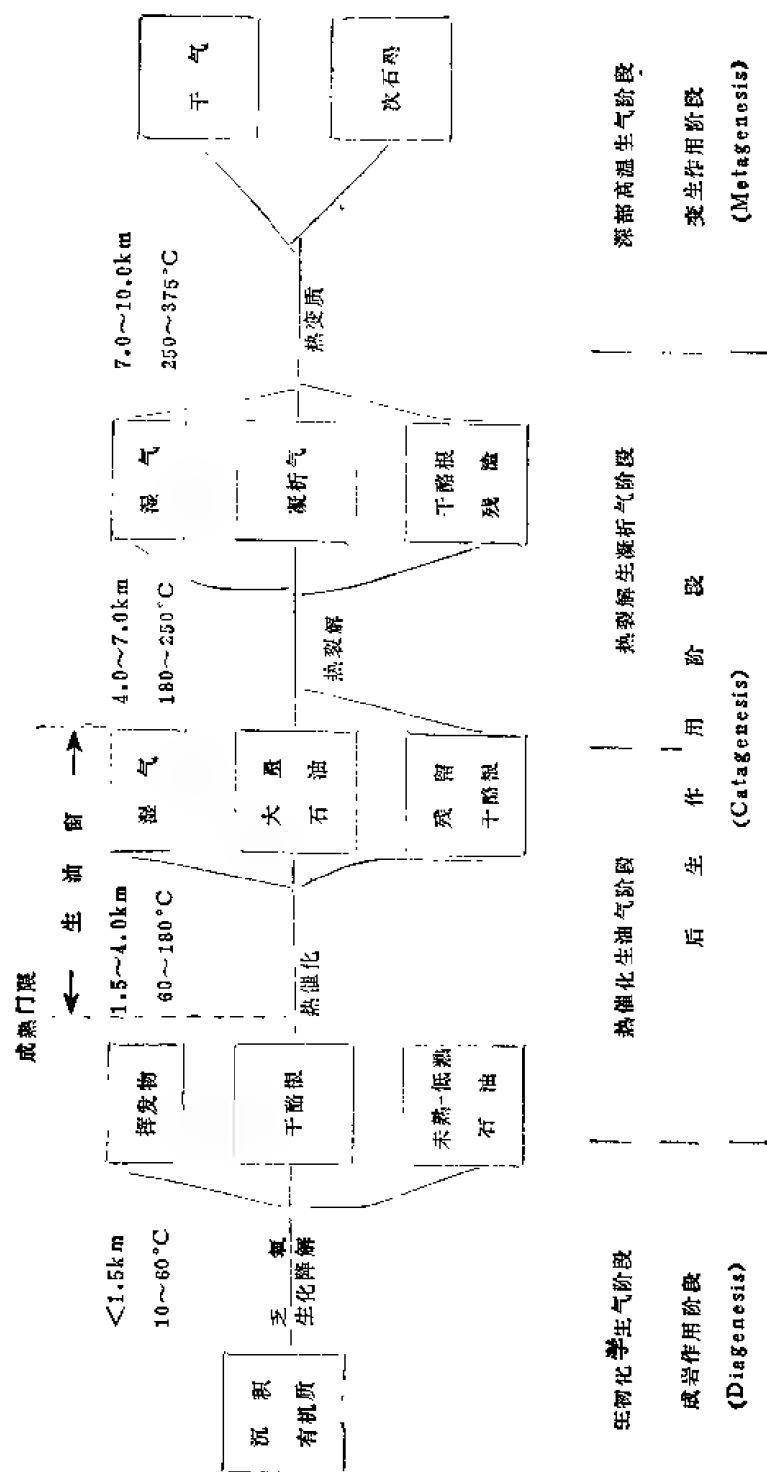 成熟门限
← 生 油 窗 →
<1.5km
10~60°C
1.5~4.0km
60~180°C
4.0~7.0km
180~250°C
7.0~10.0km
250~375°C
沉 积
有机质
乏 氧
生化降解
挥发物
干酪根
未熟-低熟
石 油
热催化
湿 气
大 量
石 油
残 留
干酪根
热裂解
湿 气
凝析气
干酪根
残 渣
热变质
干 气
次石墨
生物化学生气阶段
热催化生油气阶段
热裂解生凝析气阶段
深部高温生气阶段
成岩作用阶段
后 生 作 用 阶 段
变生作用阶段
(Diagenesis)
(Catagenesis)
(Metagenesis)